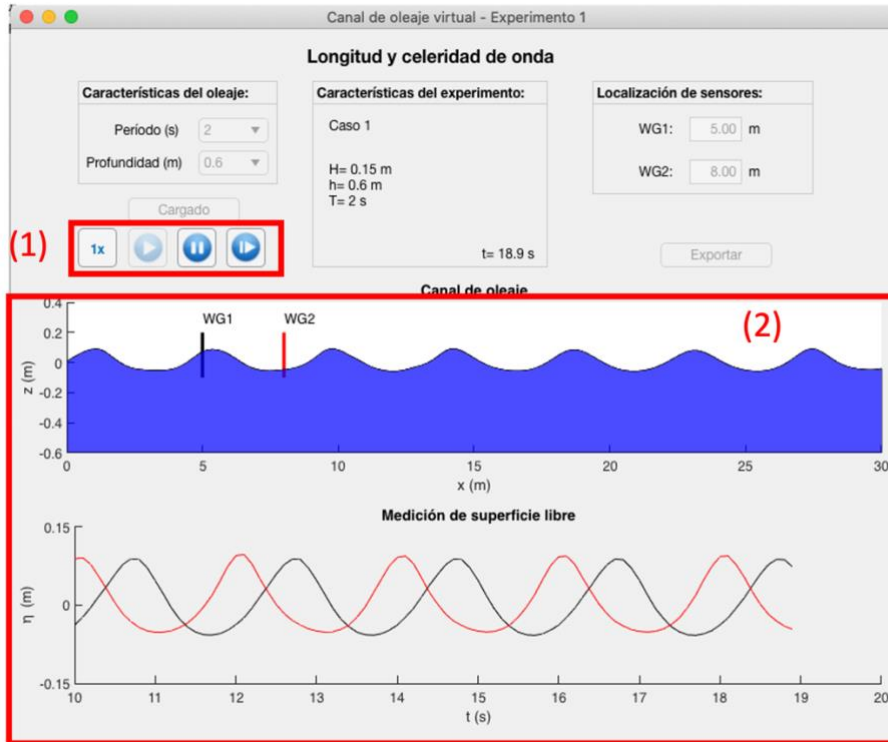 Canal de oleaje virtual - Experimento 1
Longitud y celeridad de onda
Características del oleaje:
Período (s) 2
Profundidad (m) 0.6
Cargado
(1)
1x
Características del experimento:
Caso 1
H= 0.15 m
h= 0.6 m
T= 2 s
t= 18.9 s
Localización de sensores:
WG1: 5.00 m
WG2: 8.00 m
Exportar
Canal de oleaje
(2)
WG1 WG2
z (m)
0.4
0.2
0
-0.2
-0.4
-0.6
0 5 10 15 20 25 30
x (m)
Medición de superficie libre
η (m)
0.15
0
-0.15
10 11 12 13 14 15 16 17 18 19 20
t (s)